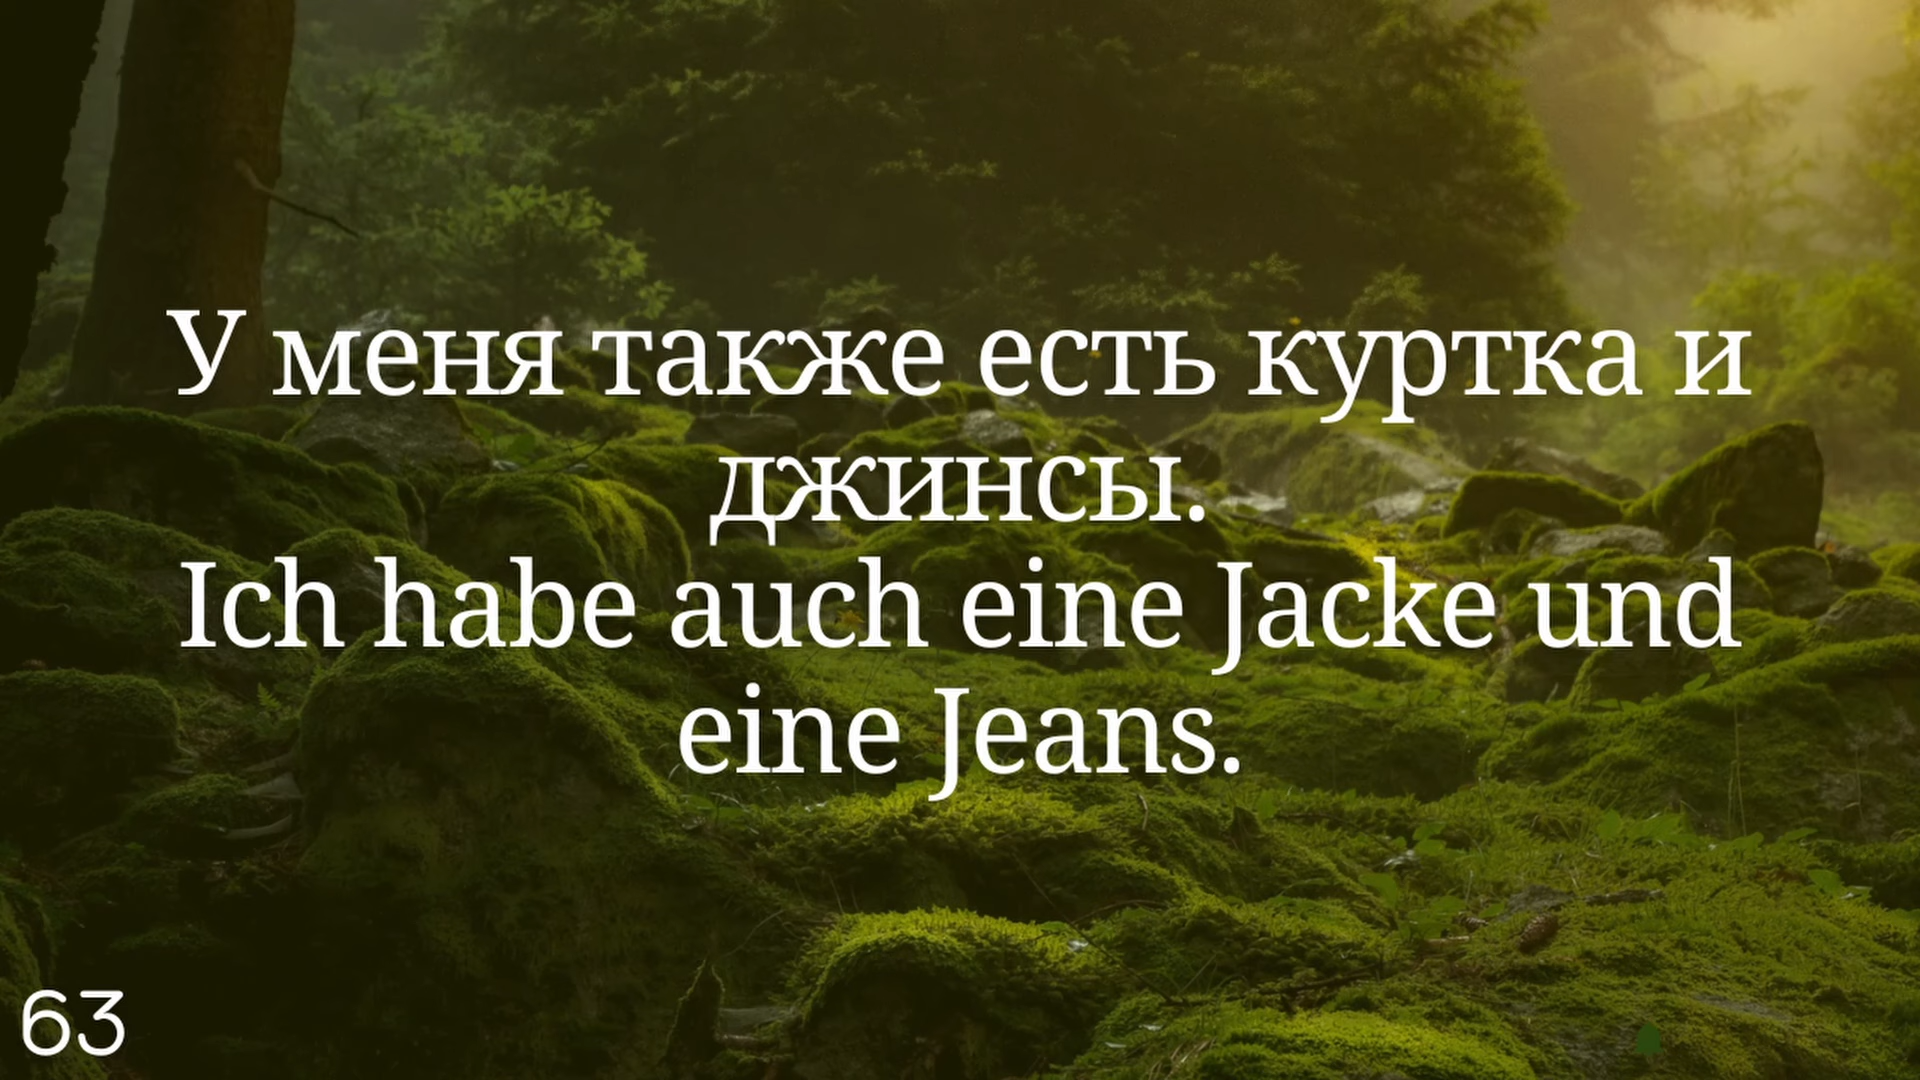 У меня также есть куртка и
джинсы.
Ich habe auch eine Jacke und
eine Jeans.
63